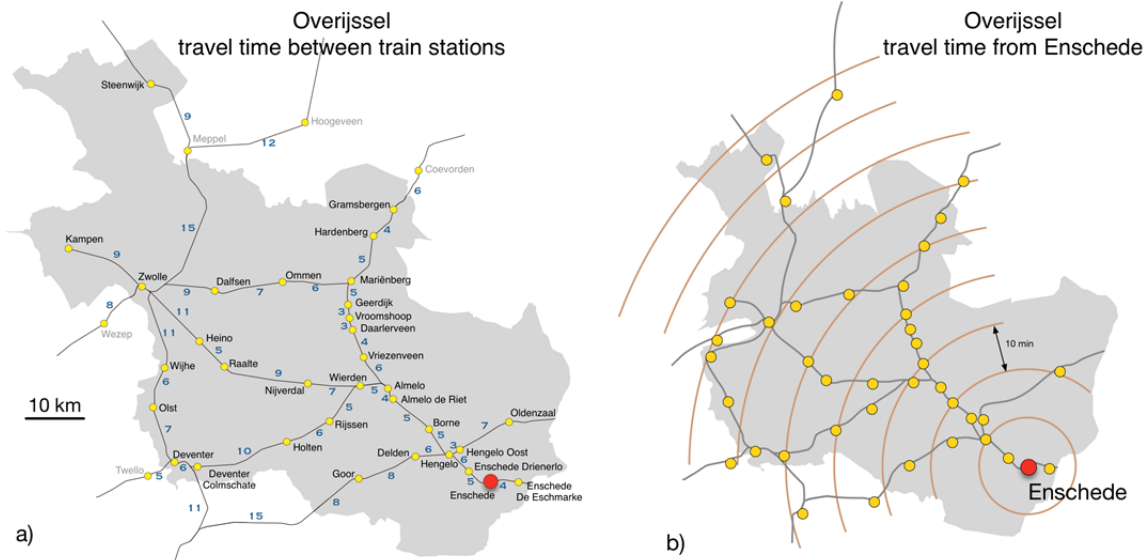 Overijssel
travel time between train stations
Steenwijk
9
Meppel
12
Hoogeveen
Coevorden
6
Gramsbergen
4
Hardenberg
15
5
Kampen
9
Zwolle
Mariënberg
Ommen
Dalfsen
6
7
9
5
8
Geerdijk
3
Vroomshoop
3
Daarlerveen
11
11
Wezep
Heino
4
5
Vriezenveen
Wijhe
Raalte
6
6
9
Wierden
Nijverdal
7
5
Almelo
4
Almelo de Riet
10 km
Olst
5
5
Oldenzaal
Rijssen
Borne
7
7
6
5
Holten
3
Hengelo Oost
10
Delden
6
6
Deventer
Hengelo
Twello
6
Goor
8
Enschede Drienerlo
5
Deventer
Colmschate
5
4
Enschede
Enschede
De Eschmarke
8
11
15
a)
Overijssel
travel time from Enschede
10 min
Enschede
b)